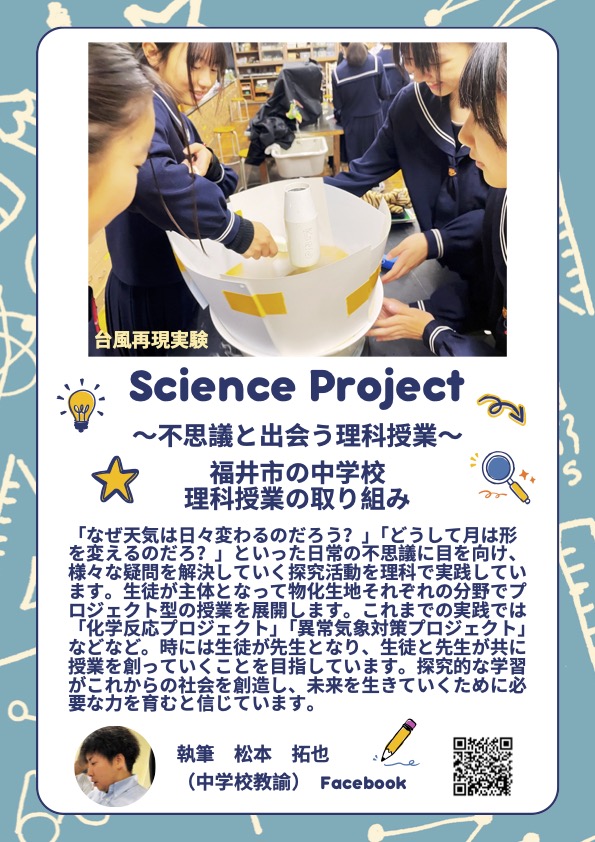 台風再現実験
Science Project
～不思議と出会う理科授業～
福井市の中学校
理科授業の取り組み
「なぜ天気は日々変わるのだろう？」「どうして月は形
を変えるのだろ？」といった日常の不思議に目を向け、
様々な疑問を解決していく探究活動を理科で実践してい
ます。生徒が主体となって物化生地それぞれの分野でプ
ロジェクト型の授業を展開します。これまでの実践では
「化学反応プロジェクト」「異常気象対策プロジェクト」
などなど。時には生徒が先生となり、生徒と先生が共に
授業を創っていくことを目指しています。探究的な学習
がこれからの社会を創造し、未来を生きていくために必
要な力を育むと信じています。
執筆　松本　拓也
（中学校教諭）　Facebook